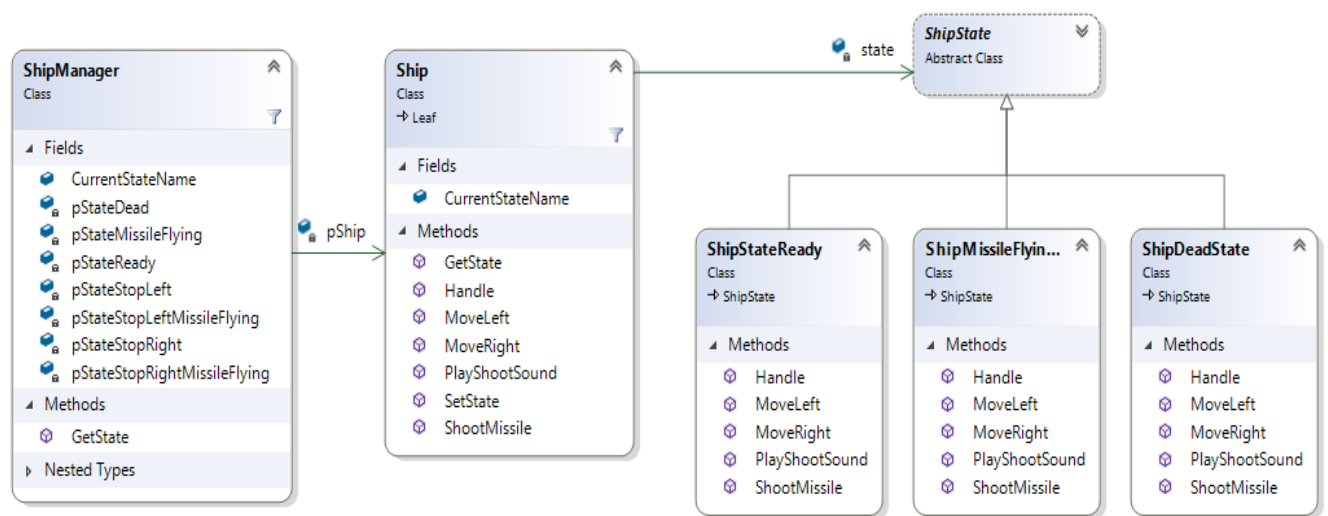 ShipManager
Class
Fields
CurrentStateName
pStateDead
pStateMissileFlying
pStateReady
pStateStopLeft
pStateStopLeftMissileFlying
pStateStopRight
pStateStopRightMissileFlying
Methods
GetState
Nested Types
pShip
Ship
Class
Leaf
Fields
CurrentStateName
Methods
GetState
Handle
MoveLeft
MoveRight
PlayShootSound
SetState
ShootMissile
state
ShipState
Abstract Class
ShipStateReady
Class
ShipState
Methods
Handle
MoveLeft
MoveRight
PlayShootSound
ShootMissile
ShipMissileFlyin...
Class
ShipState
Methods
Handle
MoveLeft
MoveRight
PlayShootSound
ShootMissile
ShipDeadState
Class
ShipState
Methods
Handle
MoveLeft
MoveRight
PlayShootSound
ShootMissile